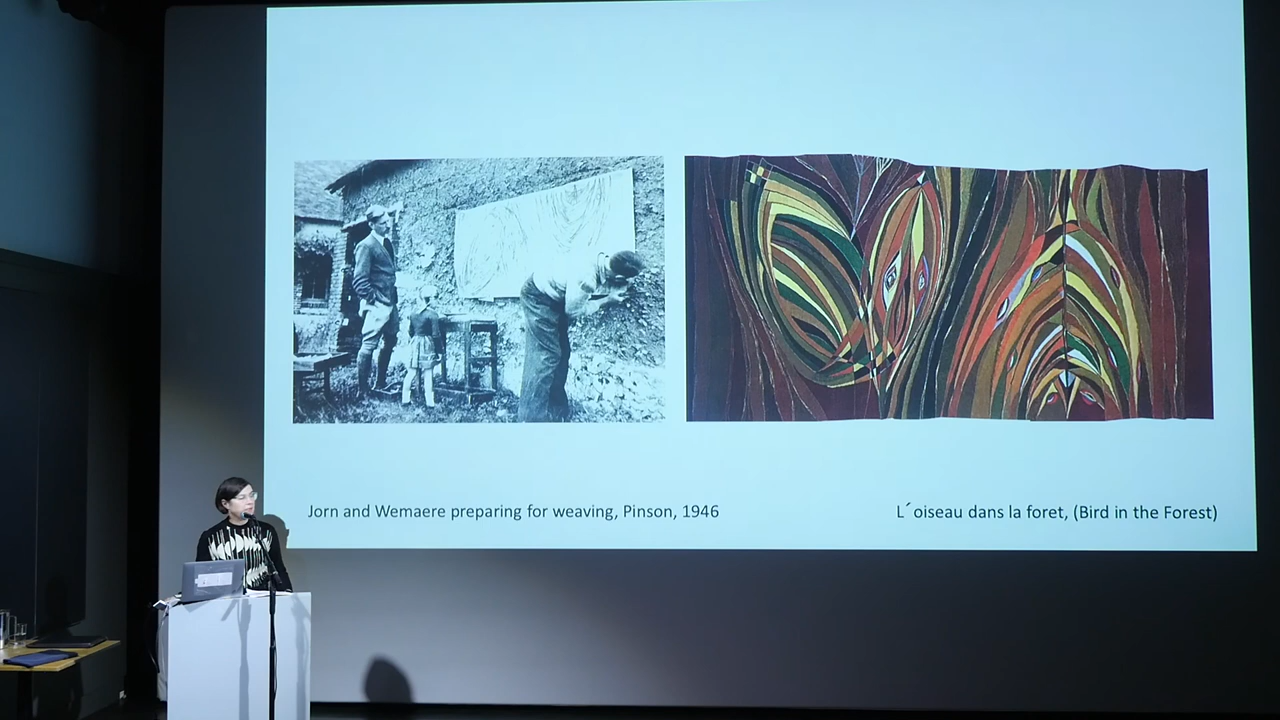 Jorn and Wemaere preparing for weaving, Pinson, 1946
L´oiseau dans la foret, (Bird in the Forest)